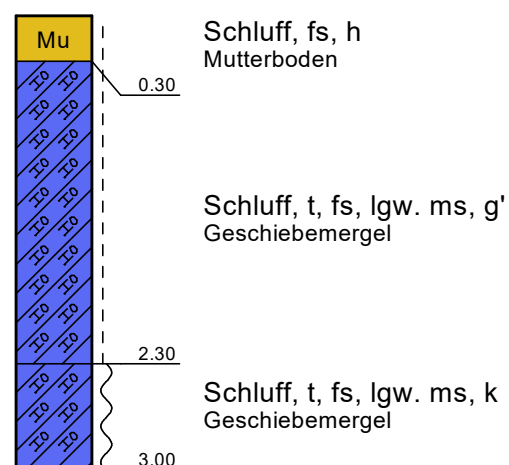 Mu
Schluff, fs, h
Mutterboden
0.30
Schluff, t, fs, lgw. ms, g'
Geschiebemergel
2.30
Schluff, t, fs, lgw. ms, k
Geschiebemergel
3.00